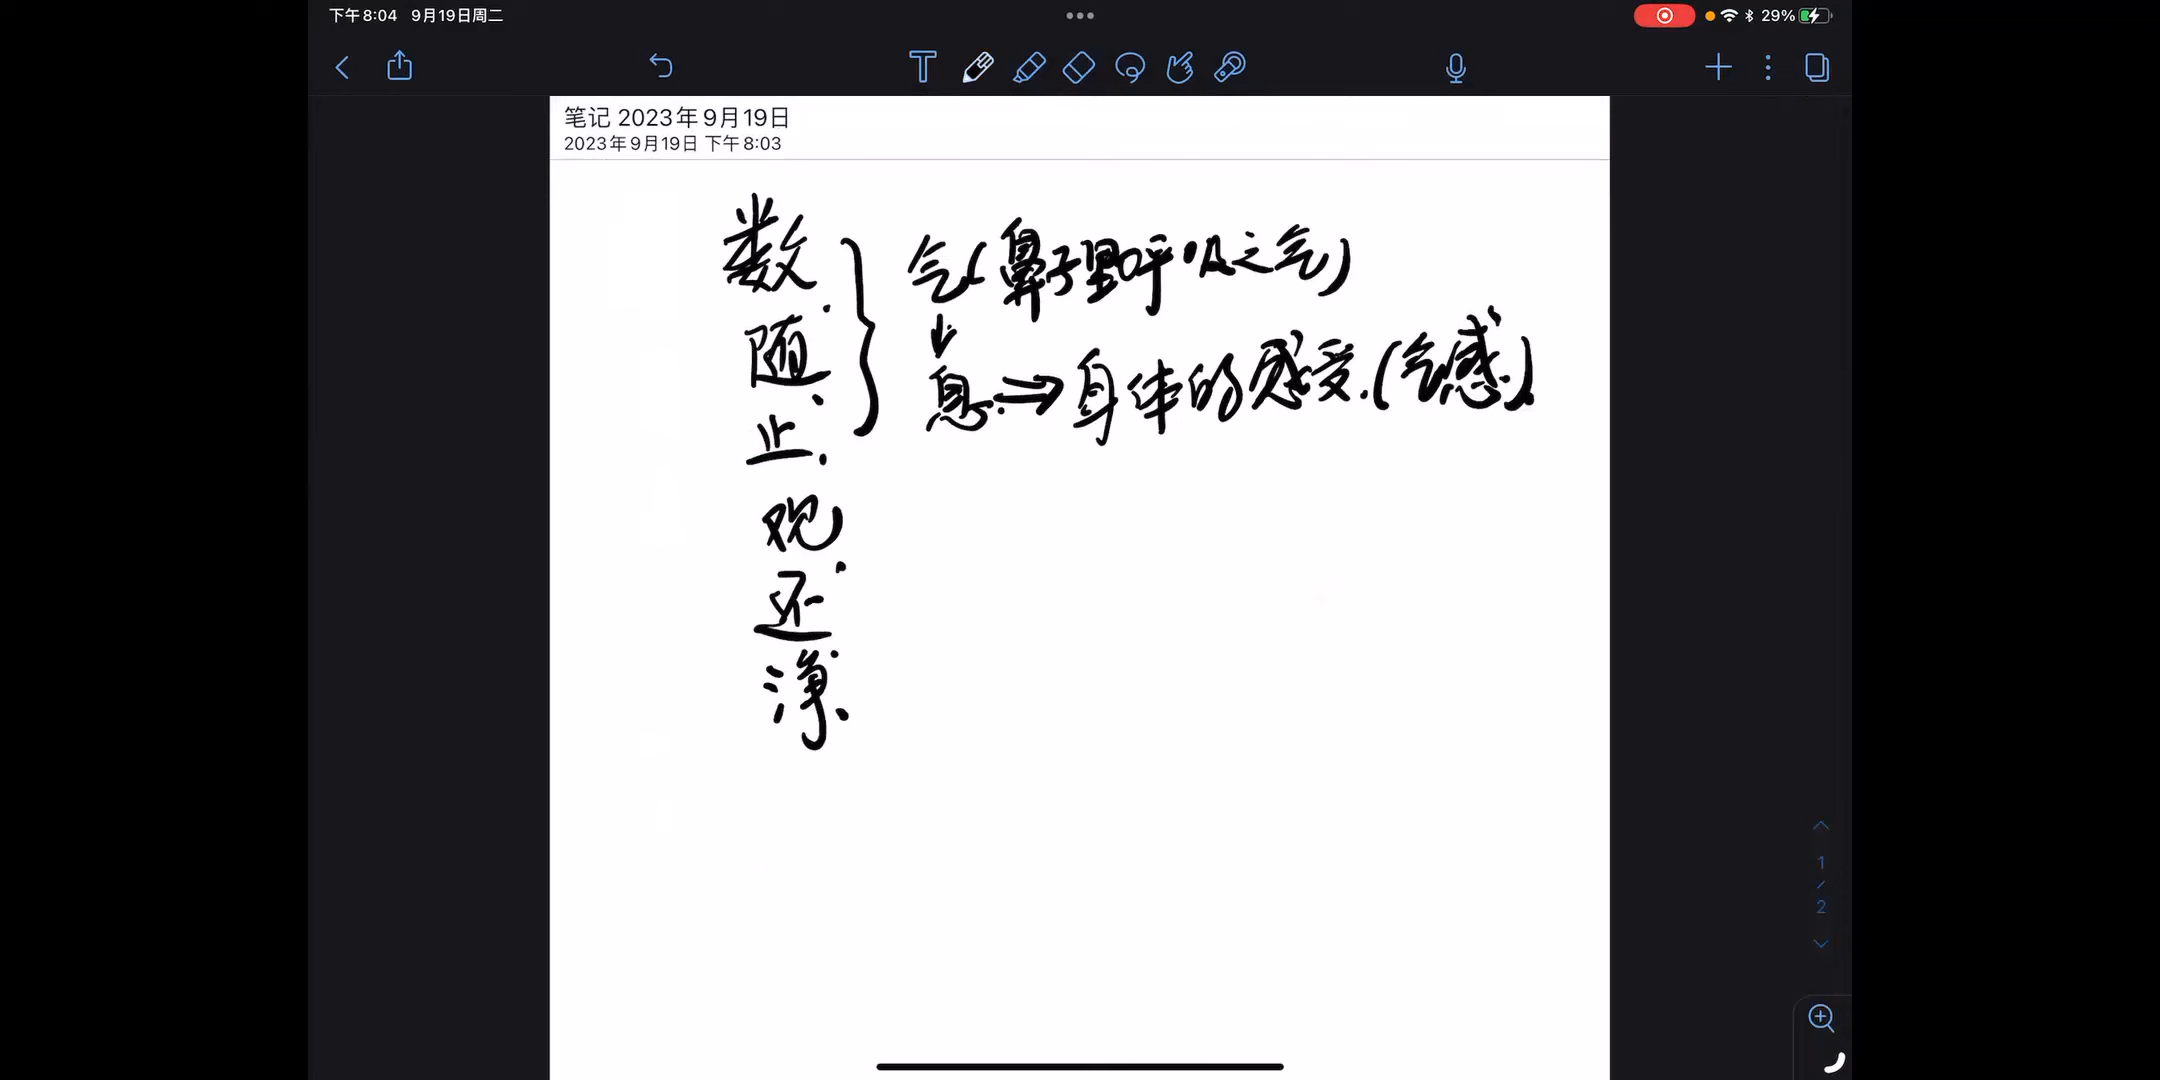 下午8:04 9月19日周二
29%
笔记 2023年9月19日
2023年9月19日 下午8:03
数、
随、
止、
观、
还、
净、
气(鼻子里呼吸之气)
息、→身体的感受.(气感)
1
/
2